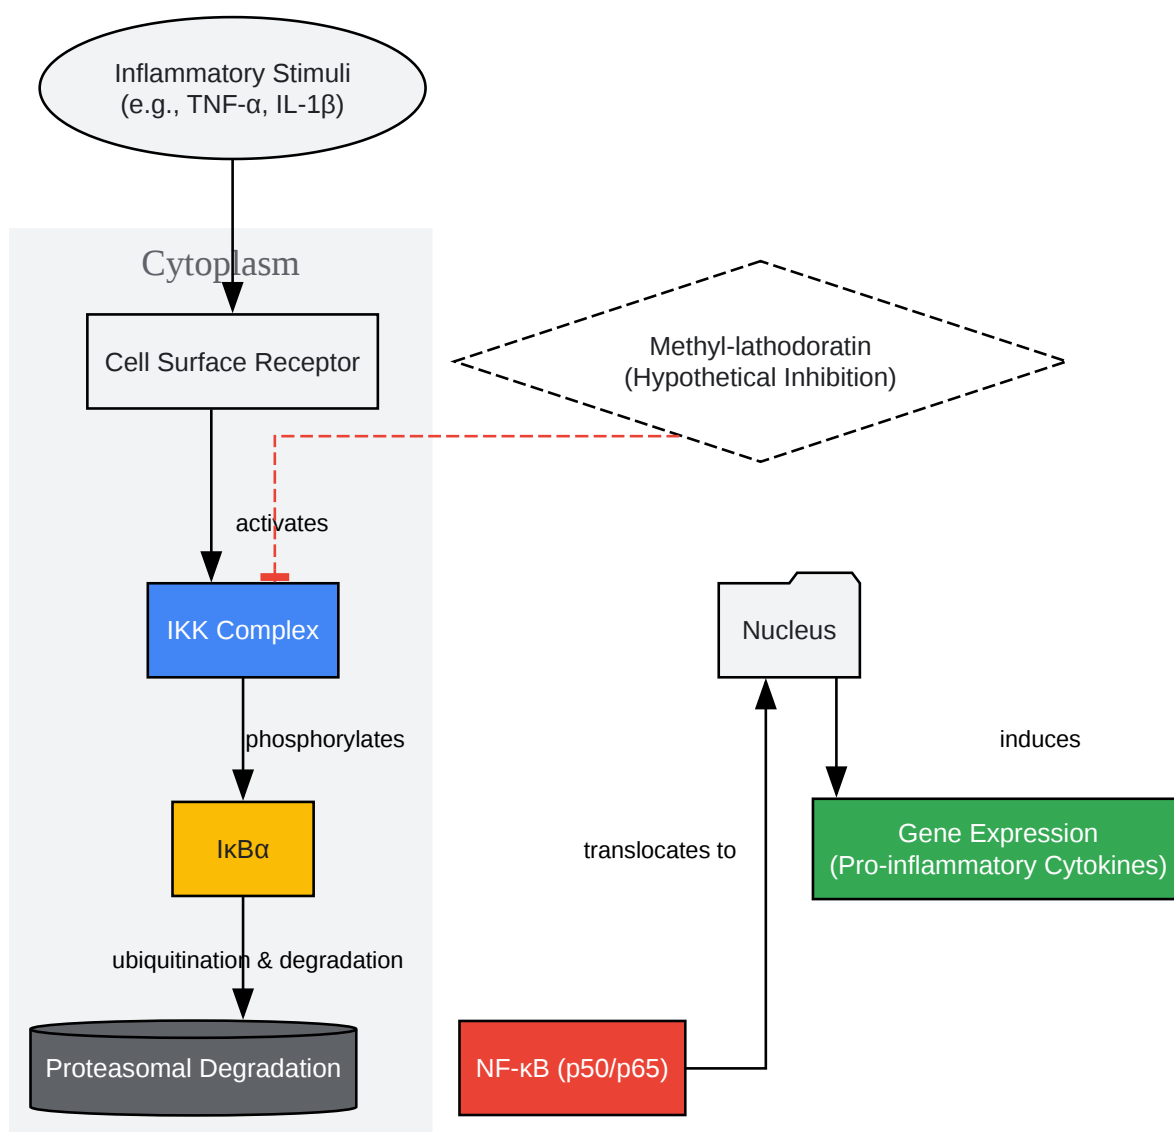 Inflammatory Stimuli
(e.g., TNF-α, IL-1β)
Cytoplasm
Cell Surface Receptor
Methyl-lathodoratin
(Hypothetical Inhibition)
activates
IKK Complex
Nucleus
phosphorylates
induces
IκBα
translocates to
Gene Expression
(Pro-inflammatory Cytokines)
ubiquitination & degradation
Proteasomal Degradation
NF-κB (p50/p65)